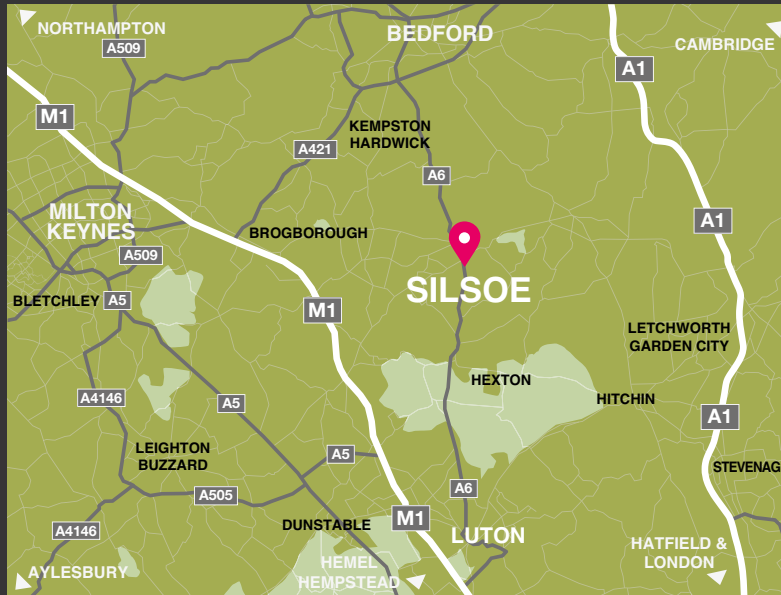 NORTHAMPTON
A509
BEDFORD
CAMBRIDGE
A1
M1
KEMPSTON
HARDWICK
A421
A6
MILTON
KEYNES
BROGBOROUGH
A1
A509
SILSOE
BLETCHLEY
A5
M1
LETCHWORTH
GARDEN CITY
HEXTON
A4146
A5
HITCHIN
A1
LEIGHTON
BUZZARD
A5
STEVENAG
A505
A6
M1
DUNSTABLE
A4146
LUTON
HATFIELD &
LONDON
AYLESBURY
HEMEL
HEMPSTEAD